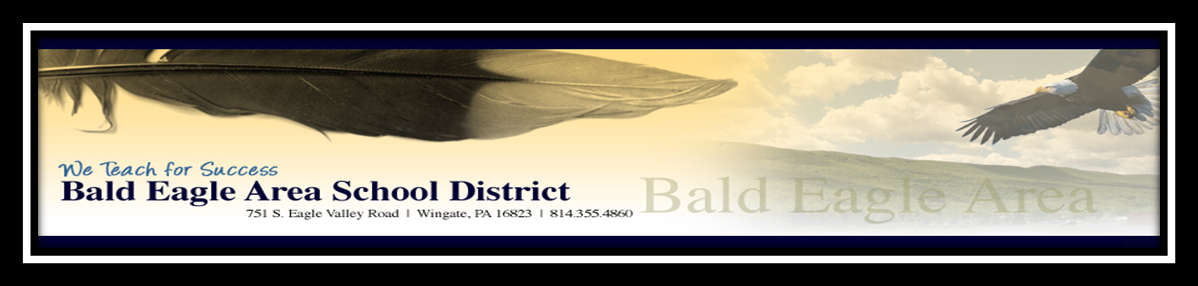 We Teach for Success
Bald Eagle Area School District
751 S. Eagle Valley Road | Wingate, PA 16823 | 814.355.4860
Bald Eagle Area